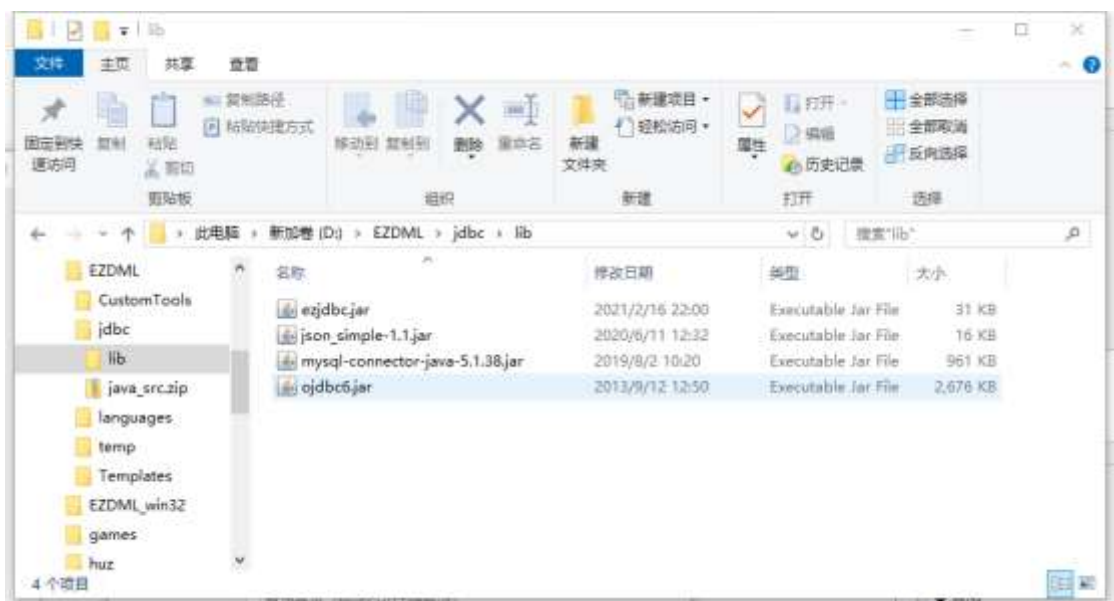 lib
文件 主页 共享 查看
固定到快速访问 复制 粘贴 复制路径 粘贴快捷方式 剪切 移动到 复制到 删除 重命名 新建文件夹 新建项目 轻松访问 属性 打开 编辑 历史记录 全部选择 全部取消 反向选择
剪贴板 组织 新建 打开 选择
此电脑 > 新加卷 (D:) > EZDML > jdbc > lib 搜索"lib"
名称 修改日期 类型 大小
ezjdbc.jar 2021/2/16 22:00 Executable Jar File 31 KB
json_simple-1.1.jar 2020/6/11 12:32 Executable Jar File 16 KB
mysql-connector-java-5.1.38.jar 2019/8/2 10:20 Executable Jar File 961 KB
ojdbc6.jar 2013/9/12 12:50 Executable Jar File 2,676 KB
EZDML
CustomTools
jdbc
lib
java_src.zip
languages
temp
Templates
EZDML_win32
games
huz
4 个项目